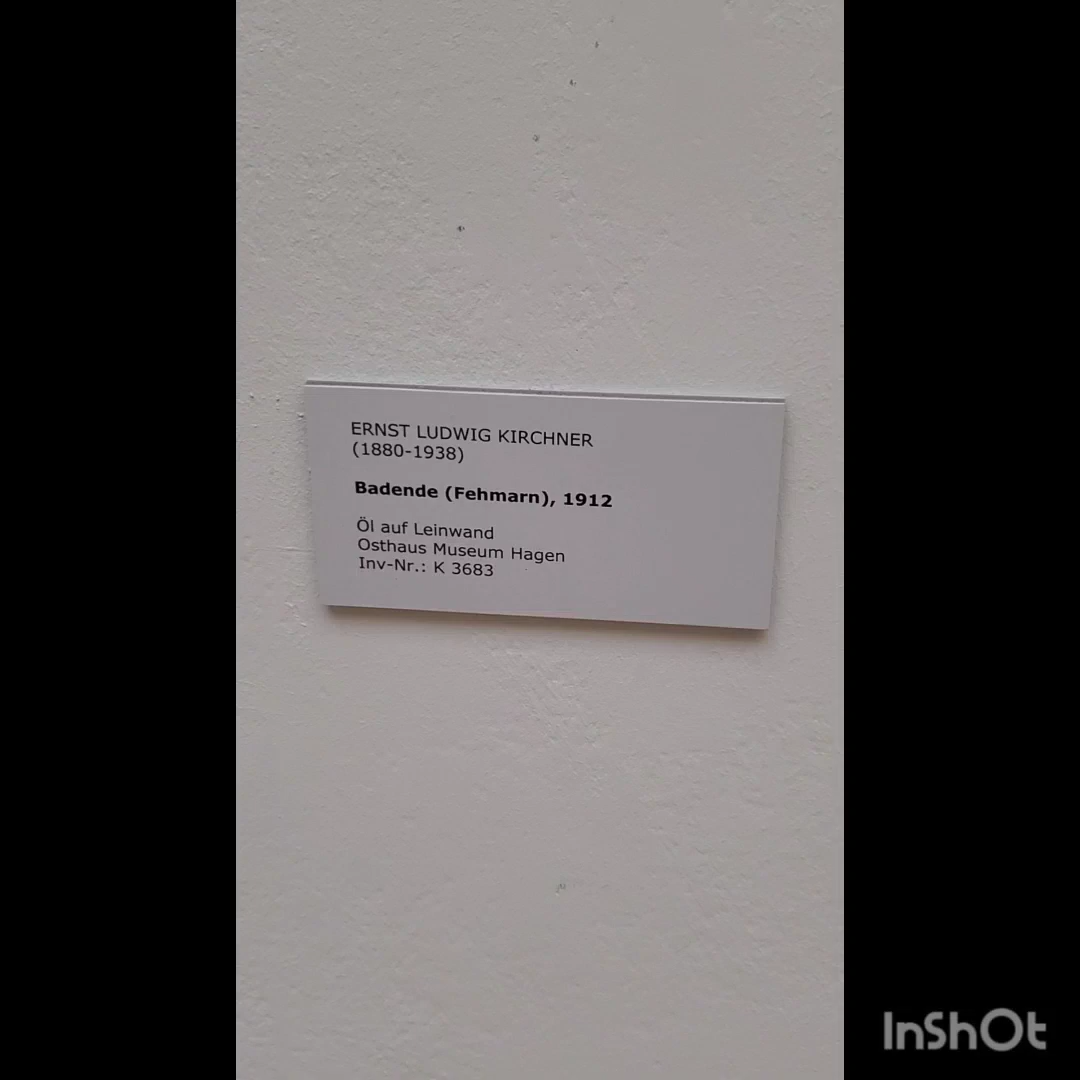 ERNST LUDWIG KIRCHNER
(1880-1938)
Badende (Fehmarn), 1912
Öl auf Leinwand
Osthaus Museum Hagen
Inv-Nr.: K 3683
InShOt